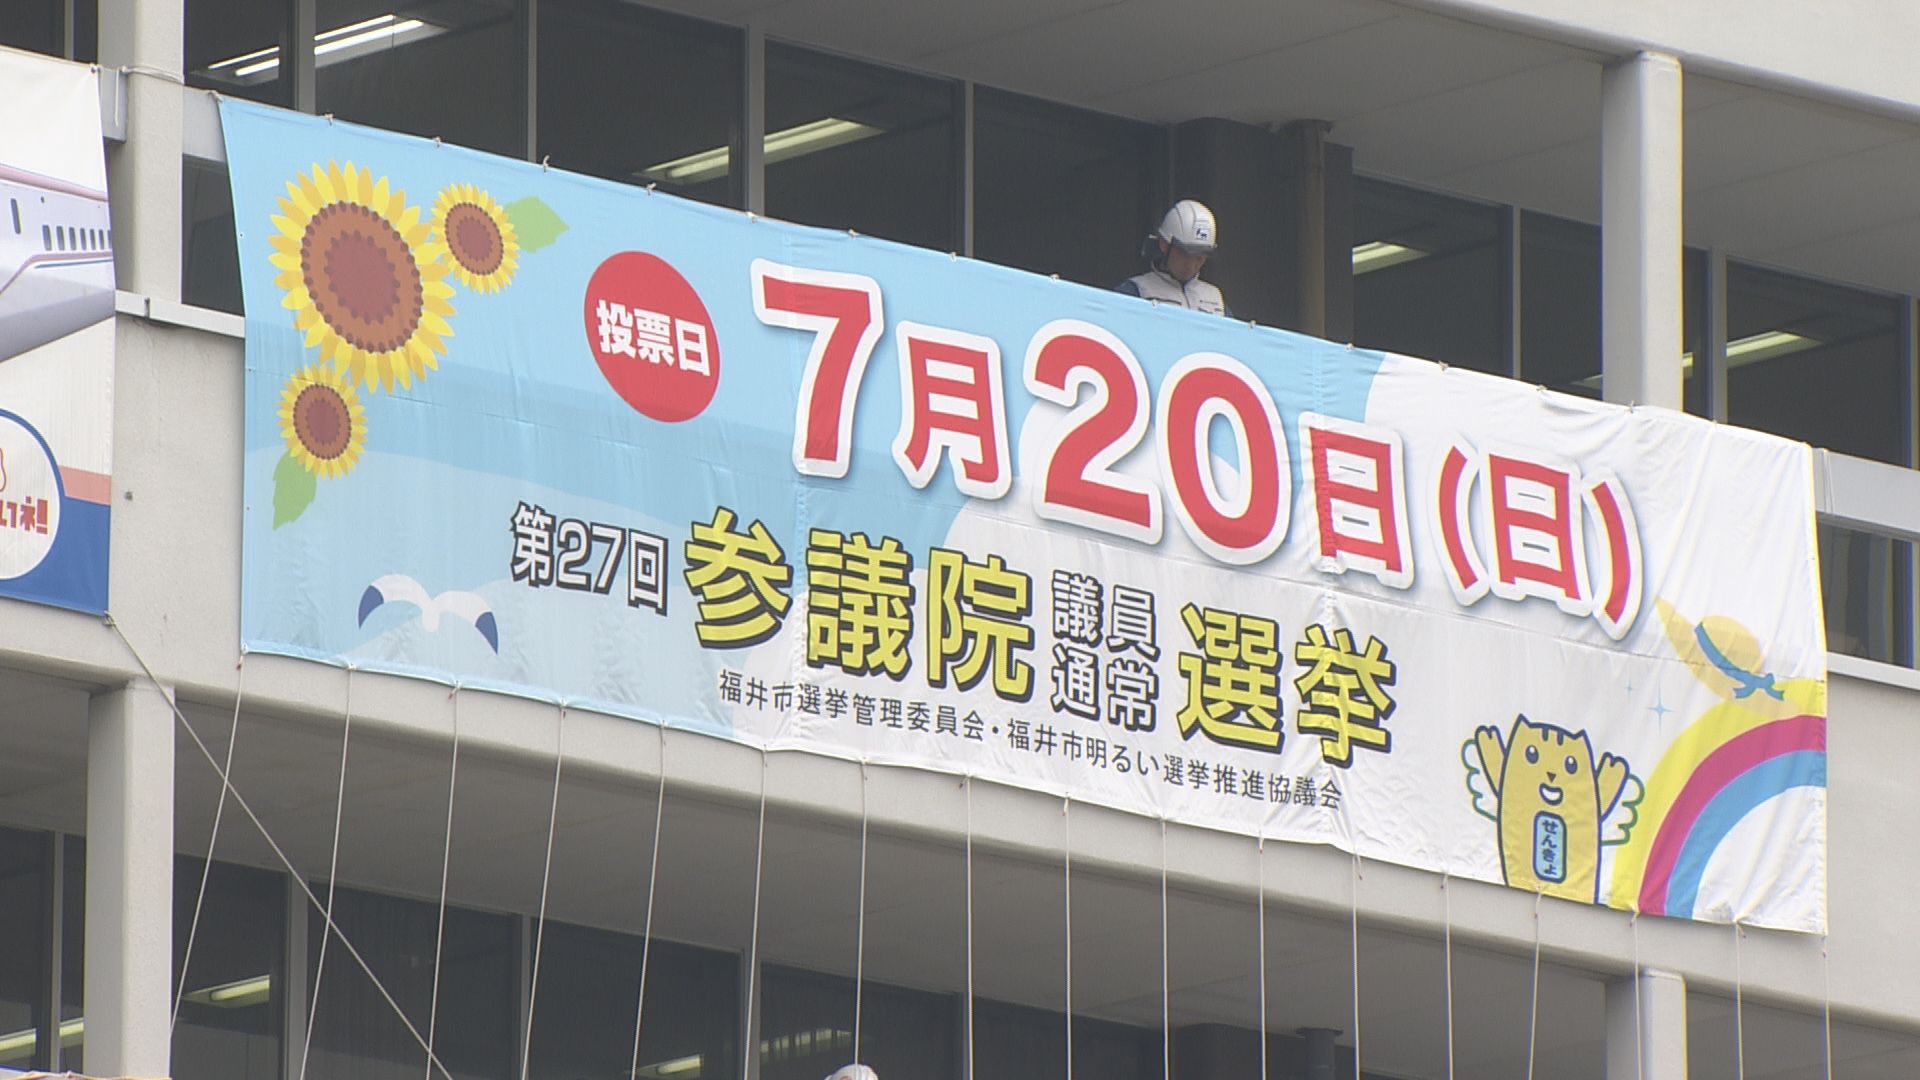 投票日
7月20日(日)
第27回 参議院 議員通常 選挙
福井市選挙管理委員会・福井市明るい選挙推進協議会
せんきょ